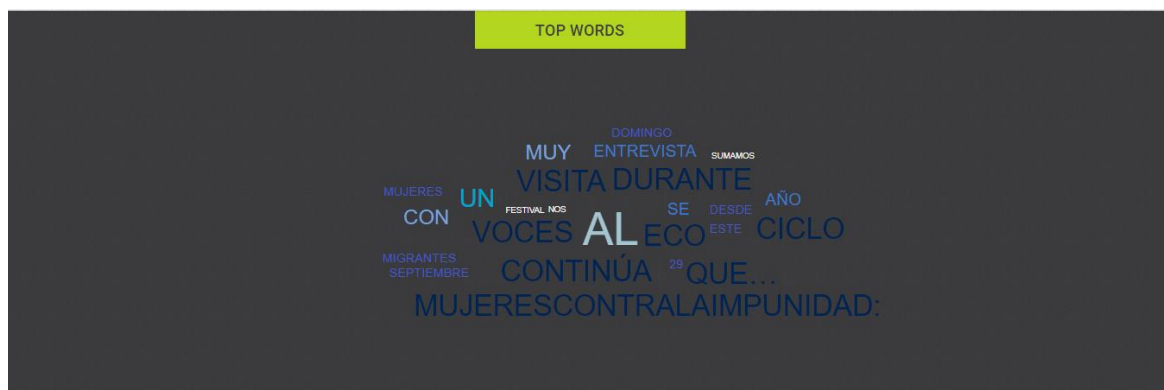 TOP WORDS
DOMINGO
MUY ENTREVISTA SUMAMOS
VISITA DURANTE
MUJERES UN AÑO
CON FESTIVAL NOS SE DESDE
VOCES AL ECO ESTE CICLO
MIGRANTES
SEPTIEMBRE CONTINÚA 29 QUE...
MUJERESCONTRALAIMPUNIDAD: